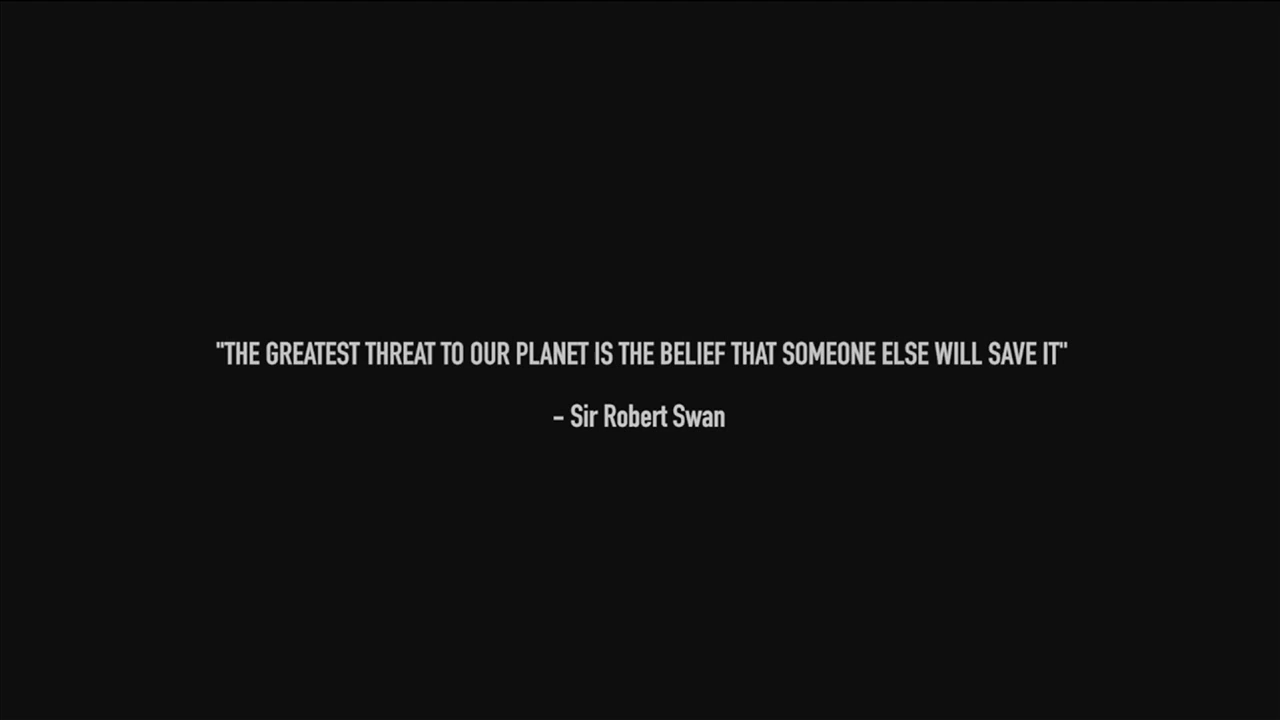 "THE GREATEST THREAT TO OUR PLANET IS THE BELIEF THAT SOMEONE ELSE WILL SAVE IT"
– Sir Robert Swan